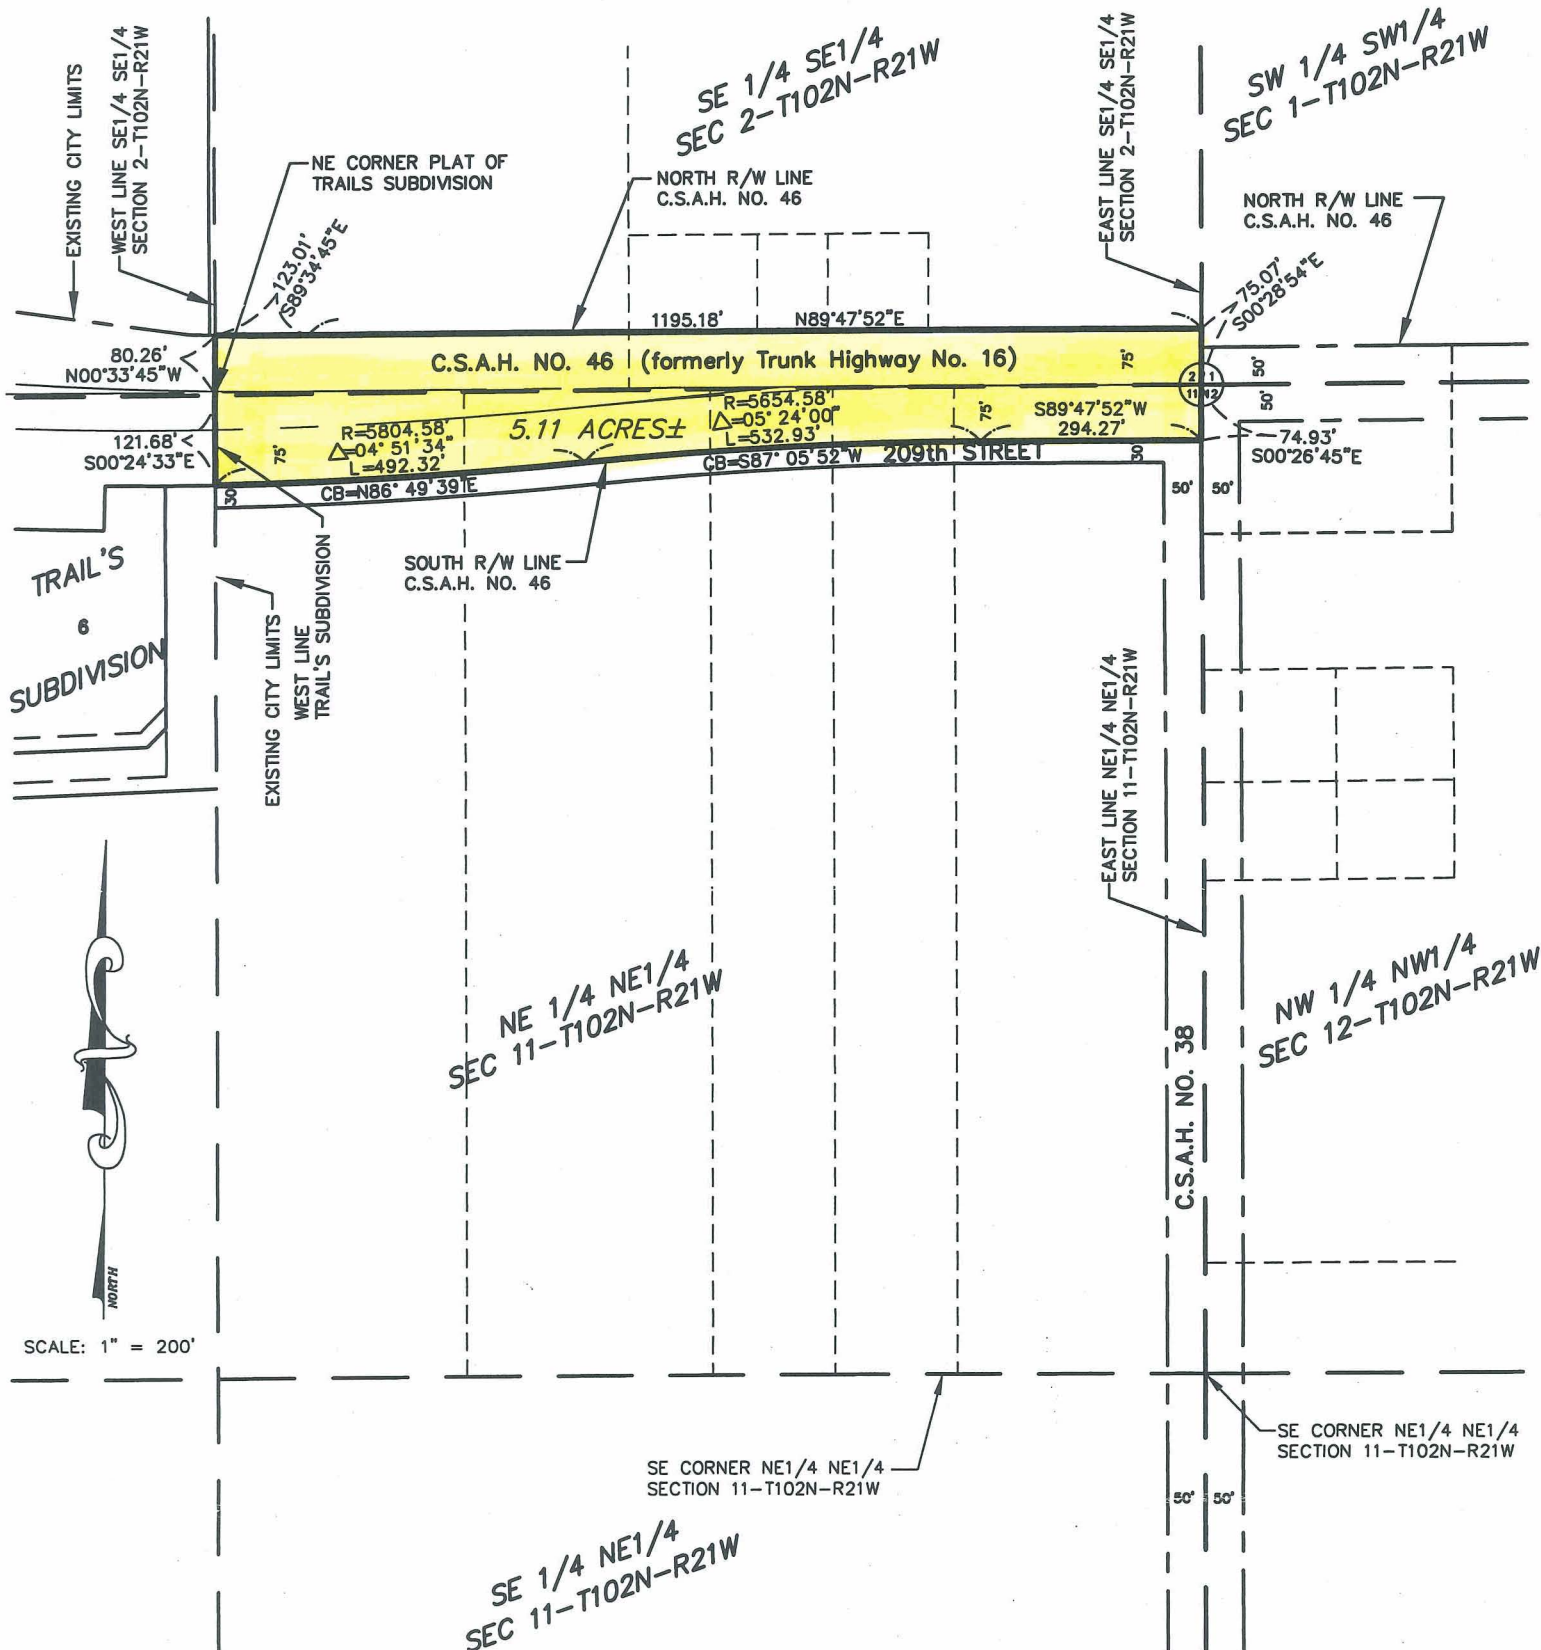 EXISTING CITY LIMITS
WEST LINE SE1/4 SE1/4
SECTION 2-T102N-R21W
SE 1/4 SE1/4
SEC 2-T102N-R21W
EAST LINE SE1/4 SE1/4
SECTION 2-T102N-R21W
SW 1/4 SW1/4
SEC 1-T102N-R21W
NE CORNER PLAT OF
TRAILS SUBDIVISION
NORTH R/W LINE
C.S.A.H. NO. 46
NORTH R/W LINE
C.S.A.H. NO. 46
123.01'
S89°34'45"E
75.07'
S00°28'54"E
1195.18'
N89°47'52"E
80.26'
N00°33'45"W
C.S.A.H. NO. 46 (formerly Trunk Highway No. 16)
75'
50'
2 1
11 12
50'
R=5804.58'
△=04° 51' 34"
L=492.32'
5.11 ACRES±
R=5654.58'
△=05° 24' 00"
L=532.93'
75'
S89°47'52"W
294.27'
121.68'
S00°24'33"E
75'
74.93'
S00°26'45"E
30'
CB=N86° 49' 39"E
CB=S87° 05' 52"W
209th STREET
30'
50'
50'
SOUTH R/W LINE
C.S.A.H. NO. 46
TRAIL'S
6
SUBDIVISION
EXISTING CITY LIMITS
WEST LINE
TRAIL'S SUBDIVISION
EAST LINE NE1/4 NE1/4
SECTION 11-T102N-R21W
NE 1/4 NE1/4
SEC 11-T102N-R21W
NW 1/4 NW1/4
SEC 12-T102N-R21W
C.S.A.H. NO. 38
NORTH
SCALE: 1" = 200'
SE CORNER NE1/4 NE1/4
SECTION 11-T102N-R21W
SE CORNER NE1/4 NE1/4
SECTION 11-T102N-R21W
50'
50'
SE 1/4 NE1/4
SEC 11-T102N-R21W